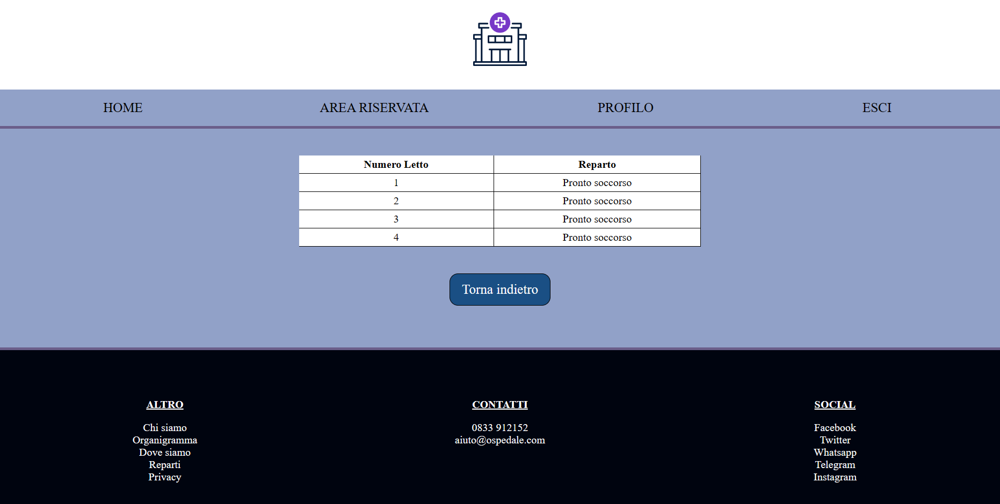 HOME AREA RISERVATA PROFILO ESCI
Numero Letto Reparto
1 Pronto soccorso
2 Pronto soccorso
3 Pronto soccorso
4 Pronto soccorso
Torna indietro
ALTRO
Chi siamo
Organigramma
Dove siamo
Reparti
Privacy
CONTATTI
0833 912152
aiuto@ospedale.com
SOCIAL
Facebook
Twitter
Whatsapp
Telegram
Instagram